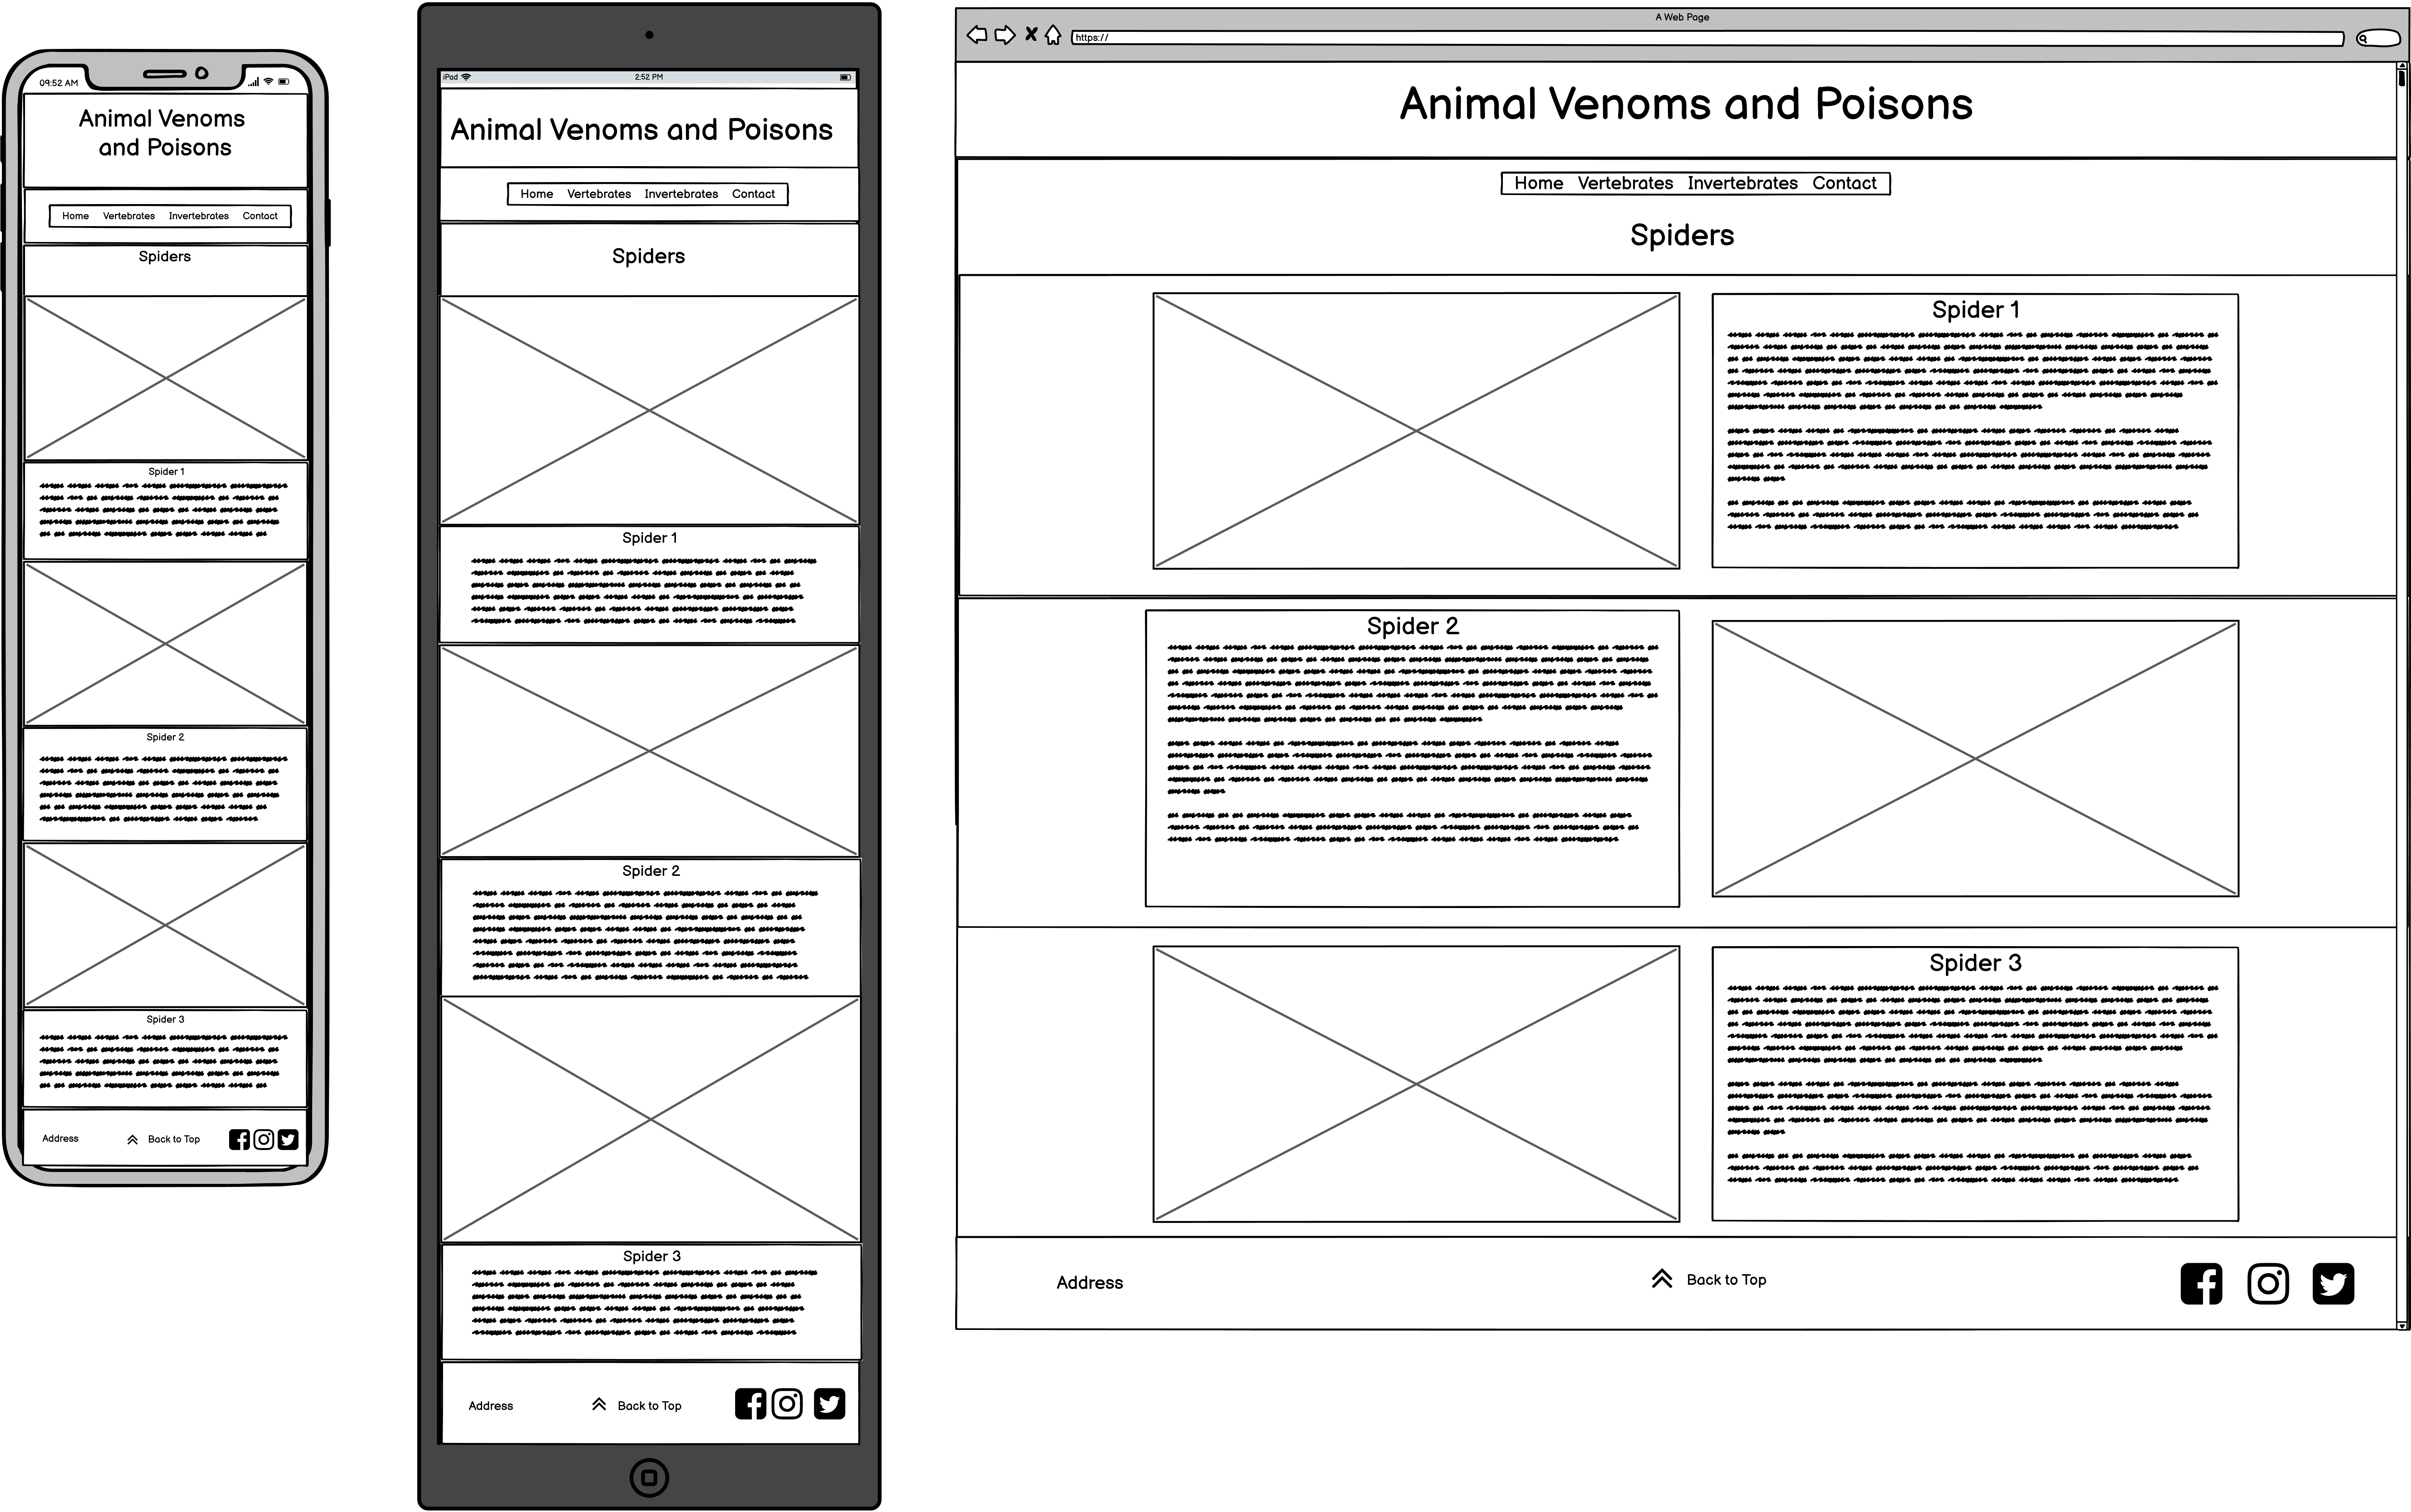 09:52 AM
Animal Venoms
and Poisons
Home Vertebrates Invertebrates Contact
Spiders
Spider 1
Spider 2
Spider 3
Address Back to Top
iPad 2:52 PM
Animal Venoms and Poisons
Home Vertebrates Invertebrates Contact
Spiders
Spider 1
Spider 2
Spider 3
Address Back to Top
A Web Page
https://
Animal Venoms and Poisons
Home Vertebrates Invertebrates Contact
Spiders
Spider 1
Spider 2
Spider 3
Address Back to Top